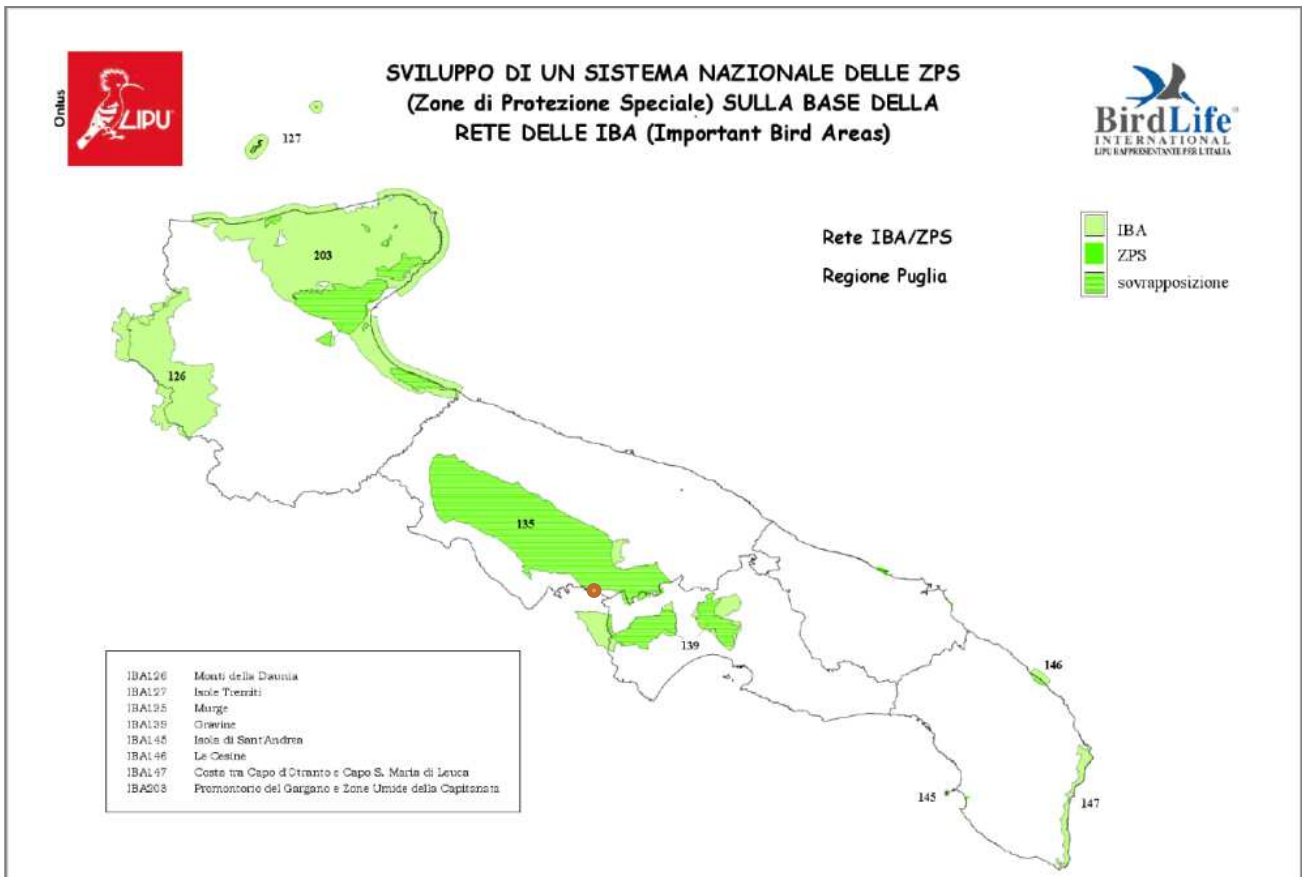 Onlus
LIPU
SVILUPPO DI UN SISTEMA NAZIONALE DELLE ZPS
(Zone di Protezione Speciale) SULLA BASE DELLA
RETE DELLE IBA (Important Bird Areas)
BirdLife
INTERNATIONAL
LIPU RAPPRESENTANTE PER L'ITALIA
127
Rete IBA/ZPS
Regione Puglia
IBA
ZPS
sovrapposizione
203
126
135
139
146
145
147
IBA126 Monti della Daunia
IBA127 Isole Tremiti
IBA135 Murge
IBA139 Gravine
IBA145 Isola di Sant'Andrea
IBA146 Le Cesine
IBA147 Costa tra Capo d'Otranto e Capo S. Maria di Leuca
IBA203 Promontorio del Gargano e Zone Umide della Capitanata